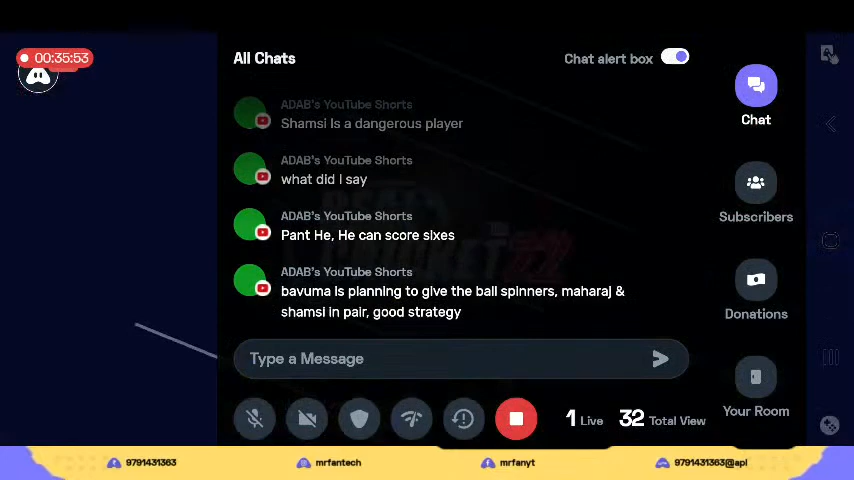 00:35:53
All Chats
Chat alert box
ADAB's YouTube Shorts
Shamsi Is a dangerous player
ADAB's YouTube Shorts
what did I say
ADAB's YouTube Shorts
Pant He, He can score sixes
ADAB's YouTube Shorts
bavuma is planning to give the ball spinners, maharaj &
shamsi in pair, good strategy
Type a Message
1 Live 32 Total View
Chat
Subscribers
Donations
Your Room
9791431363 mrfantech mrfanyt 9791431363@apl